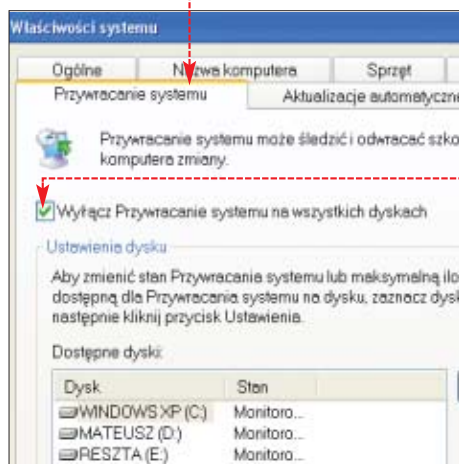 Właściwości systemu
Ogólne Nazwa komputera Sprzęt
Przywracanie systemu Aktualizacje automatyczne
Przywracanie systemu może śledzić i odwracać szko
komputera zmiany.
Wyłącz Przywracanie systemu na wszystkich dyskach
Ustawienia dysku
Aby zmienić stan Przywracania systemu lub maksymalną ilo
dostępną dla Przywracania systemu na dysku, zaznacz dysk
następnie kliknij przycisk Ustawienia.
Dostępne dyski:
Dysk Stan
WINDOWS XP (C:) Monitoro...
MATEUSZ (D:) Monitoro...
RESZTA (E:) Monitoro...